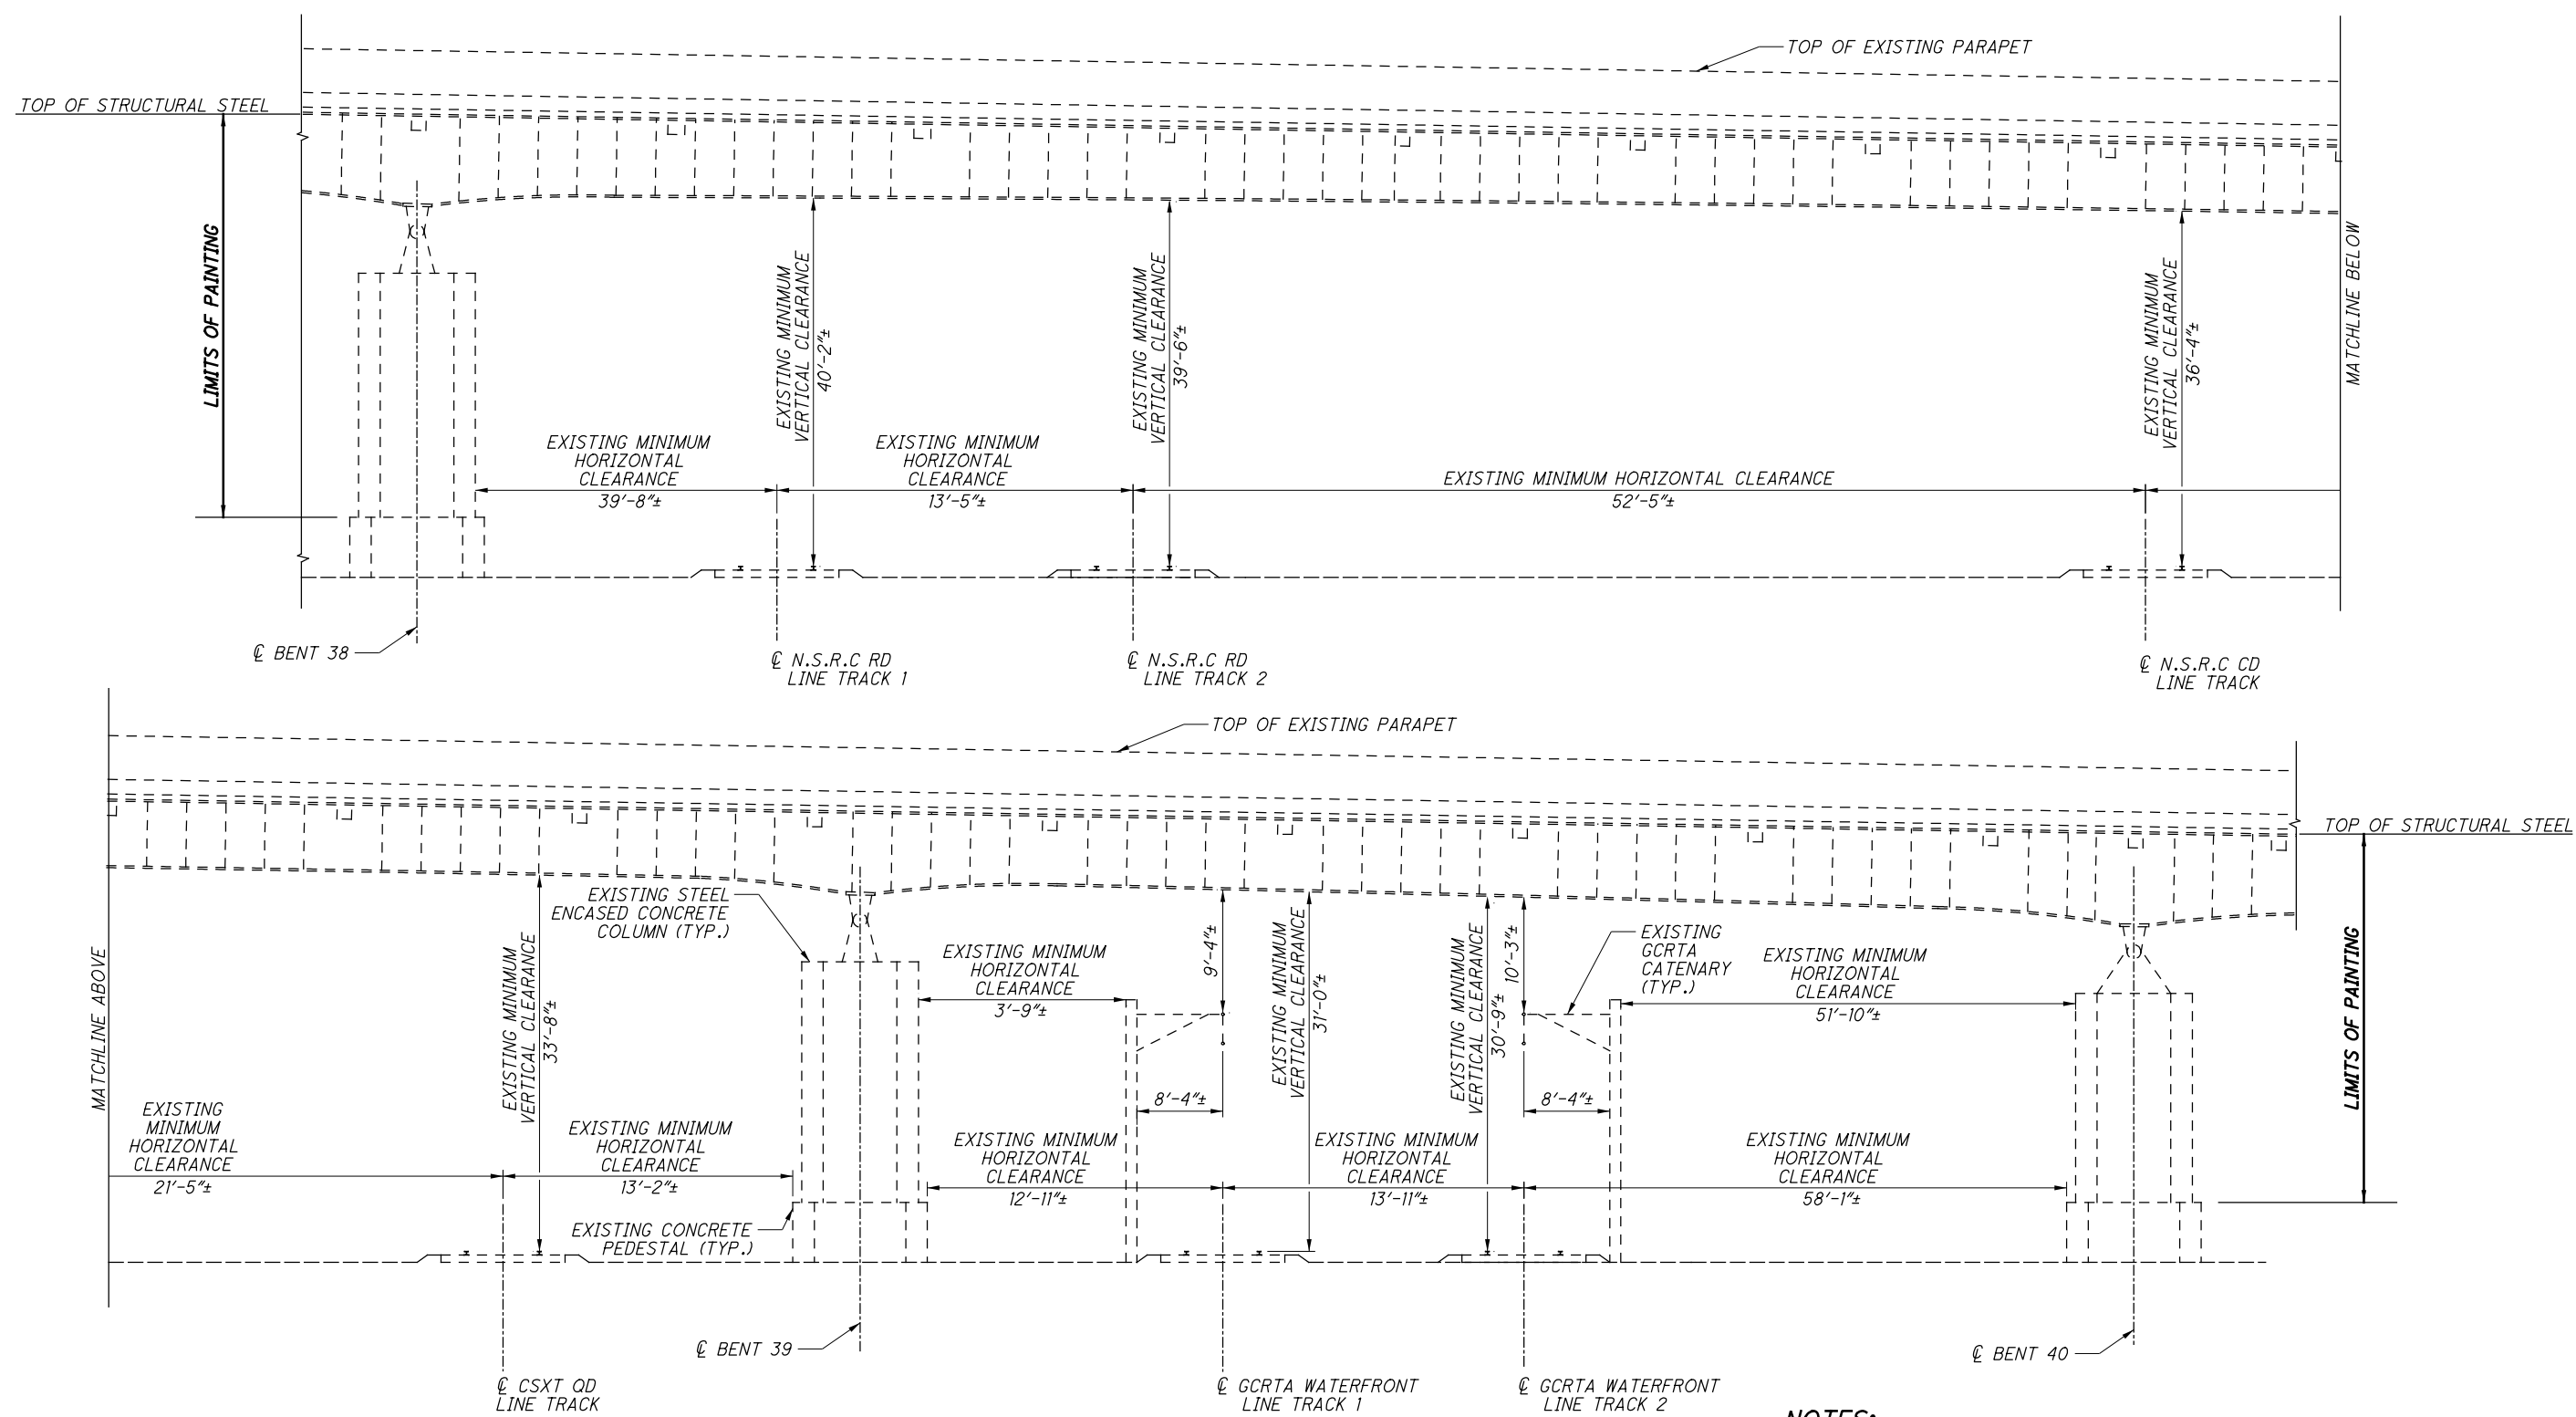 TOP OF EXISTING PARAPET
TOP OF STRUCTURAL STEEL
LIMITS OF PAINTING
EXISTING MINIMUM
VERTICAL CLEARANCE
40'-2"±
EXISTING MINIMUM
VERTICAL CLEARANCE
39'-6"±
EXISTING MINIMUM
VERTICAL CLEARANCE
36'-4"±
MATCHLINE BELOW
EXISTING MINIMUM
HORIZONTAL
CLEARANCE
39'-8"±
EXISTING MINIMUM
HORIZONTAL
CLEARANCE
13'-5"±
EXISTING MINIMUM HORIZONTAL CLEARANCE
52'-5"±
℄ BENT 38
℄ N.S.R.C RD
LINE TRACK 1
℄ N.S.R.C RD
LINE TRACK 2
℄ N.S.R.C CD
LINE TRACK
TOP OF EXISTING PARAPET
TOP OF STRUCTURAL STEEL
MATCHLINE ABOVE
EXISTING STEEL
ENCASED CONCRETE
COLUMN (TYP.)
EXISTING MINIMUM
VERTICAL CLEARANCE
33'-8"±
EXISTING MINIMUM
HORIZONTAL
CLEARANCE
3'-9"±
9'-4"±
EXISTING MINIMUM
VERTICAL CLEARANCE
31'-0"±
EXISTING MINIMUM
VERTICAL CLEARANCE
30'-9"±
10'-3"±
EXISTING
GCRTA
CATENARY
(TYP.)
EXISTING MINIMUM
HORIZONTAL
CLEARANCE
51'-10"±
LIMITS OF PAINTING
8'-4"±
8'-4"±
EXISTING
MINIMUM
HORIZONTAL
CLEARANCE
21'-5"±
EXISTING MINIMUM
HORIZONTAL
CLEARANCE
13'-2"±
EXISTING MINIMUM
HORIZONTAL
CLEARANCE
12'-11"±
EXISTING MINIMUM
HORIZONTAL
CLEARANCE
13'-11"±
EXISTING MINIMUM
HORIZONTAL
CLEARANCE
58'-1"±
EXISTING CONCRETE
PEDESTAL (TYP.)
℄ BENT 39
℄ BENT 40
℄ CSXT QD
LINE TRACK
℄ GCRTA WATERFRONT
LINE TRACK 1
℄ GCRTA WATERFRONT
LINE TRACK 2
NOTES: